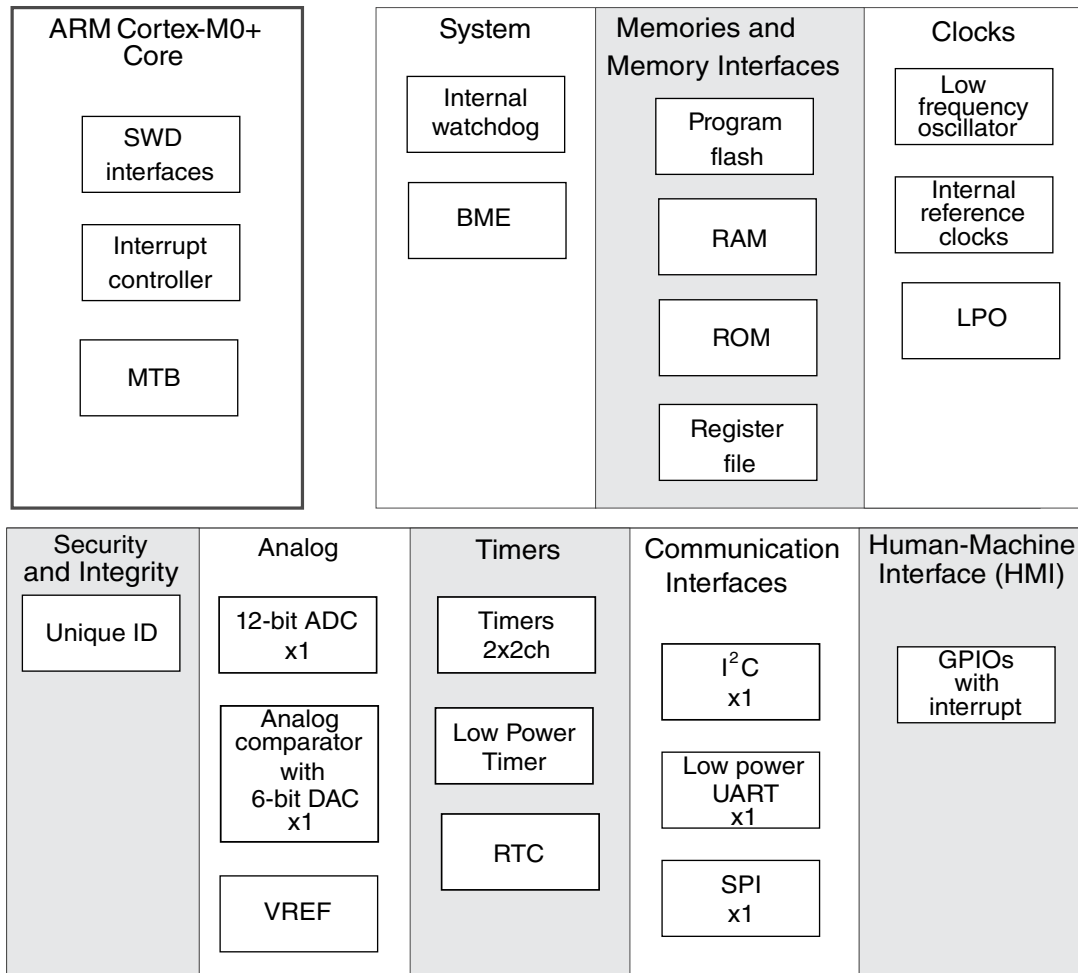 ARM Cortex-M0+
Core
SWD
interfaces
Interrupt
controller
MTB
System
Internal
watchdog
BME
Memories and
Memory Interfaces
Program
flash
RAM
ROM
Register
file
Clocks
Low
frequency
oscillator
Internal
reference
clocks
LPO
Security
and Integrity
Unique ID
Analog
12-bit ADC
x1
Analog
comparator
with
6-bit DAC
x1
VREF
Timers
Timers
2x2ch
Low Power
Timer
RTC
Communication
Interfaces
I²C
x1
Low power
UART
x1
SPI
x1
Human-Machine
Interface (HMI)
GPIOs
with
interrupt